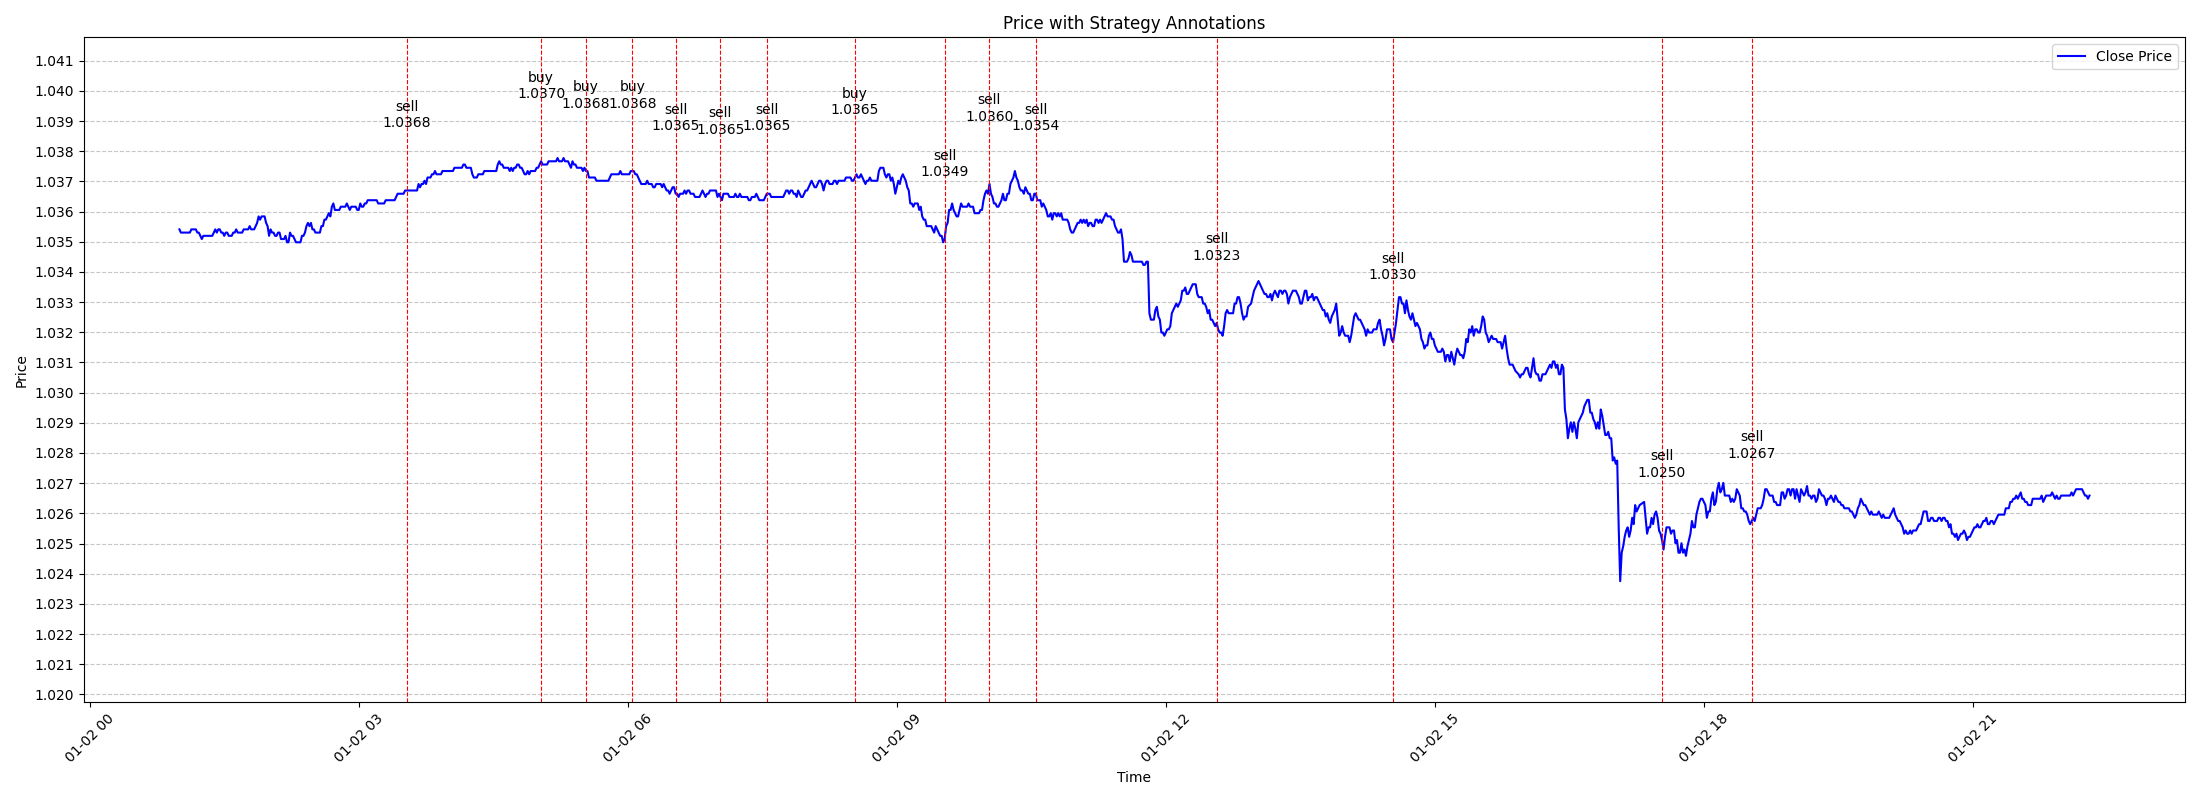 Price with Strategy Annotations
Close Price
1.041
1.040
1.039
1.038
1.037
1.036
1.035
1.034
1.033
1.032
1.031
1.030
1.029
1.028
1.027
1.026
1.025
1.024
1.023
1.022
1.021
1.020
Price
sell
1.0368
buy
1.0370
buy
1.0368
buy
1.0368
sell
1.0365
sell
1.0365
sell
1.0365
buy
1.0365
sell
1.0349
sell
1.0360
sell
1.0354
sell
1.0323
sell
1.0330
sell
1.0250
sell
1.0267
01-02 00
01-02 03
01-02 06
01-02 09
01-02 12
01-02 15
01-02 18
01-02 21
Time